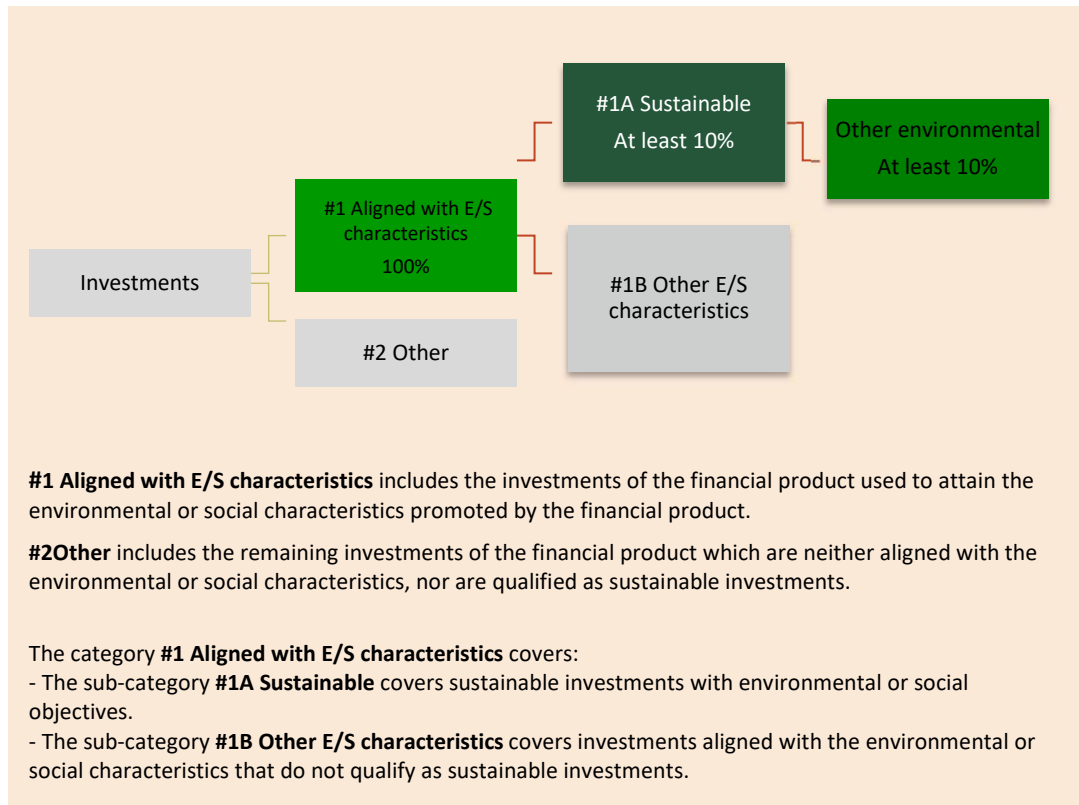 #1A Sustainable
At least 10%
Other environmental
At least 10%
#1 Aligned with E/S
characteristics
100%
Investments
#1B Other E/S
characteristics
#2 Other
#1 Aligned with E/S characteristics includes the investments of the financial product used to attain the
environmental or social characteristics promoted by the financial product.
#2Other includes the remaining investments of the financial product which are neither aligned with the
environmental or social characteristics, nor are qualified as sustainable investments.
The category #1 Aligned with E/S characteristics covers:
- The sub-category #1A Sustainable covers sustainable investments with environmental or social
objectives.
- The sub-category #1B Other E/S characteristics covers investments aligned with the environmental or
social characteristics that do not qualify as sustainable investments.